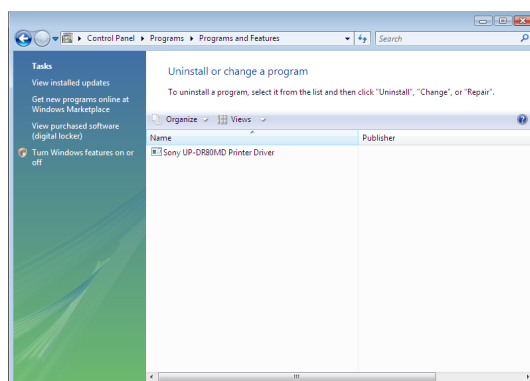 Control Panel Programs Programs and Features Search
Tasks
View installed updates
Get new programs online at
Windows Marketplace
View purchased software
(digital locker)
Turn Windows features on or
off
Uninstall or change a program
To uninstall a program, select it from the list and then click "Uninstall", "Change", or "Repair".
Organize Views
Name Publisher
Sony UP-DR80MD Printer Driver